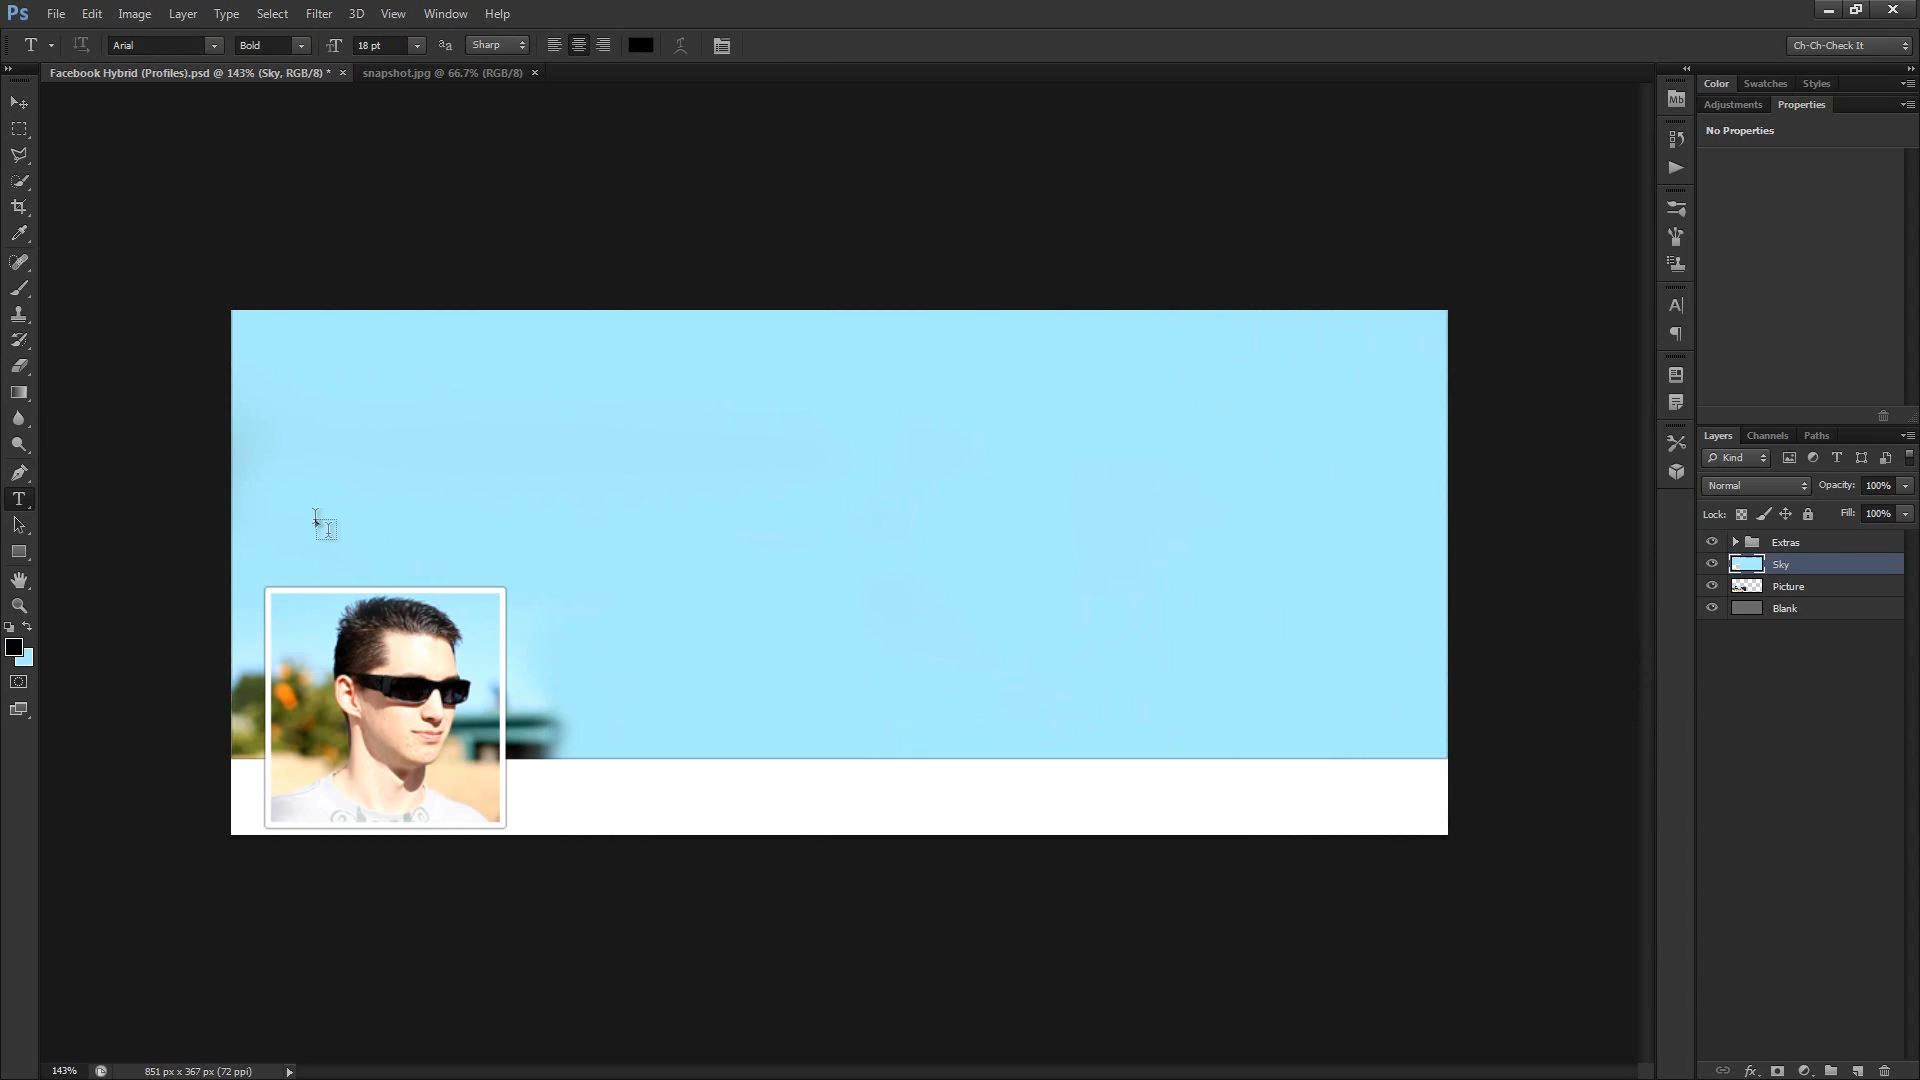 Ps File Edit Image Layer Type Select Filter 3D View Window Help
T Arial Bold 18 pt aa Sharp Ch-Ch-Check It
Facebook Hybrid (Profiles).psd @ 143% (Sky, RGB/8) * × snapshot.jpg @ 66.7% (RGB/8) ×
Color Swatches Styles
Mb
Adjustments Properties
No Properties
Layers Channels Paths
Kind
Normal Opacity: 100%
Lock: Fill: 100%
Extras
Sky
Picture
Blank
143% 851 px x 367 px (72 ppi)
fx